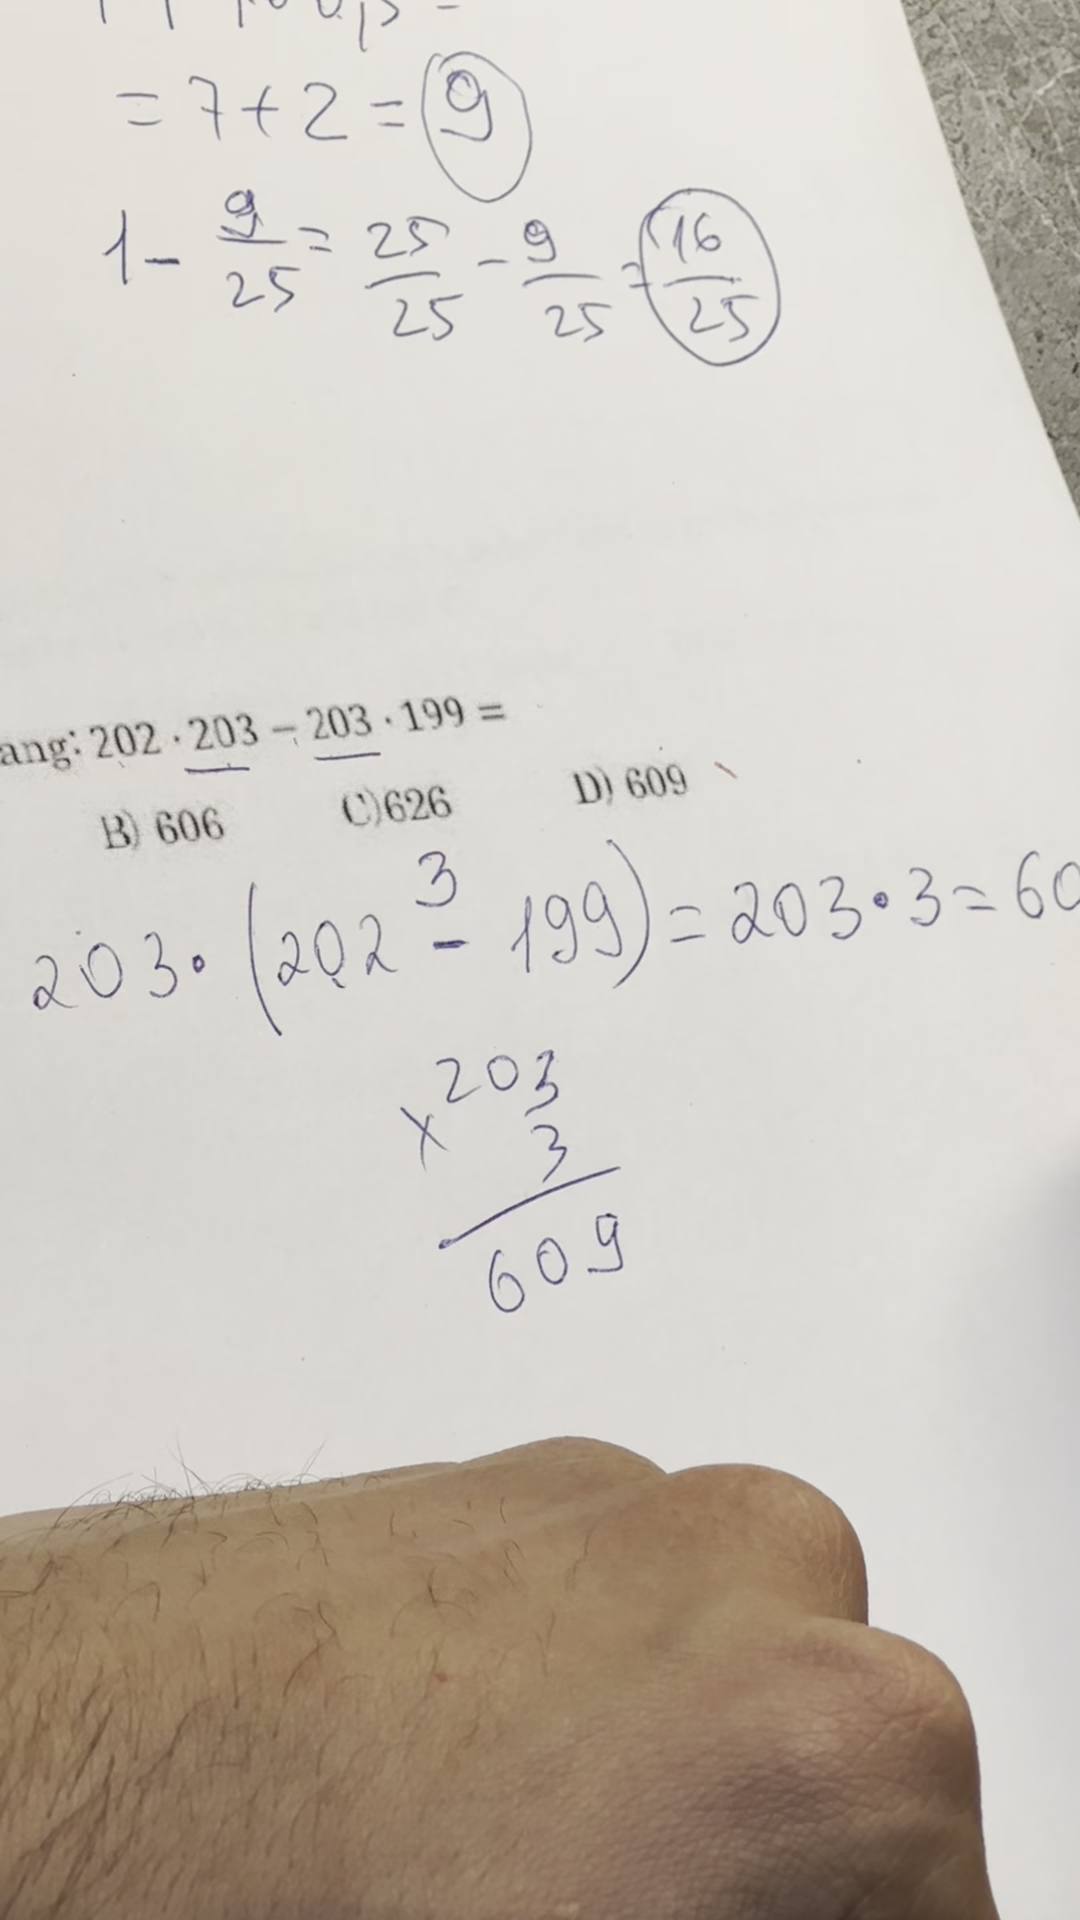 = 7 + 2 = 9
1 - 9/25 = 25/25 - 9/25 = 16/25
ang: 202 · 203 - 203 · 199 =
B) 606 C)626 D) 609
3
203 · (202 - 199) = 203 · 3 = 60
203
× 3
609